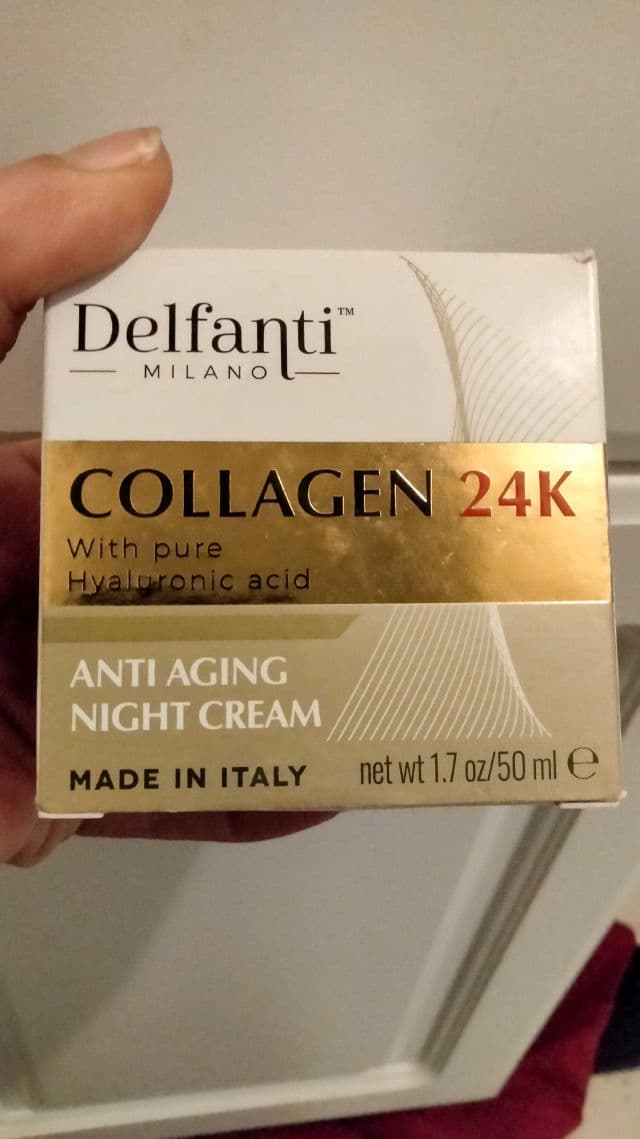 Delfanti™
MILANO
COLLAGEN 24K
With pure
Hyaluronic acid
ANTI AGING
NIGHT CREAM
MADE IN ITALY net wt 1.7 oz/50 ml ℮